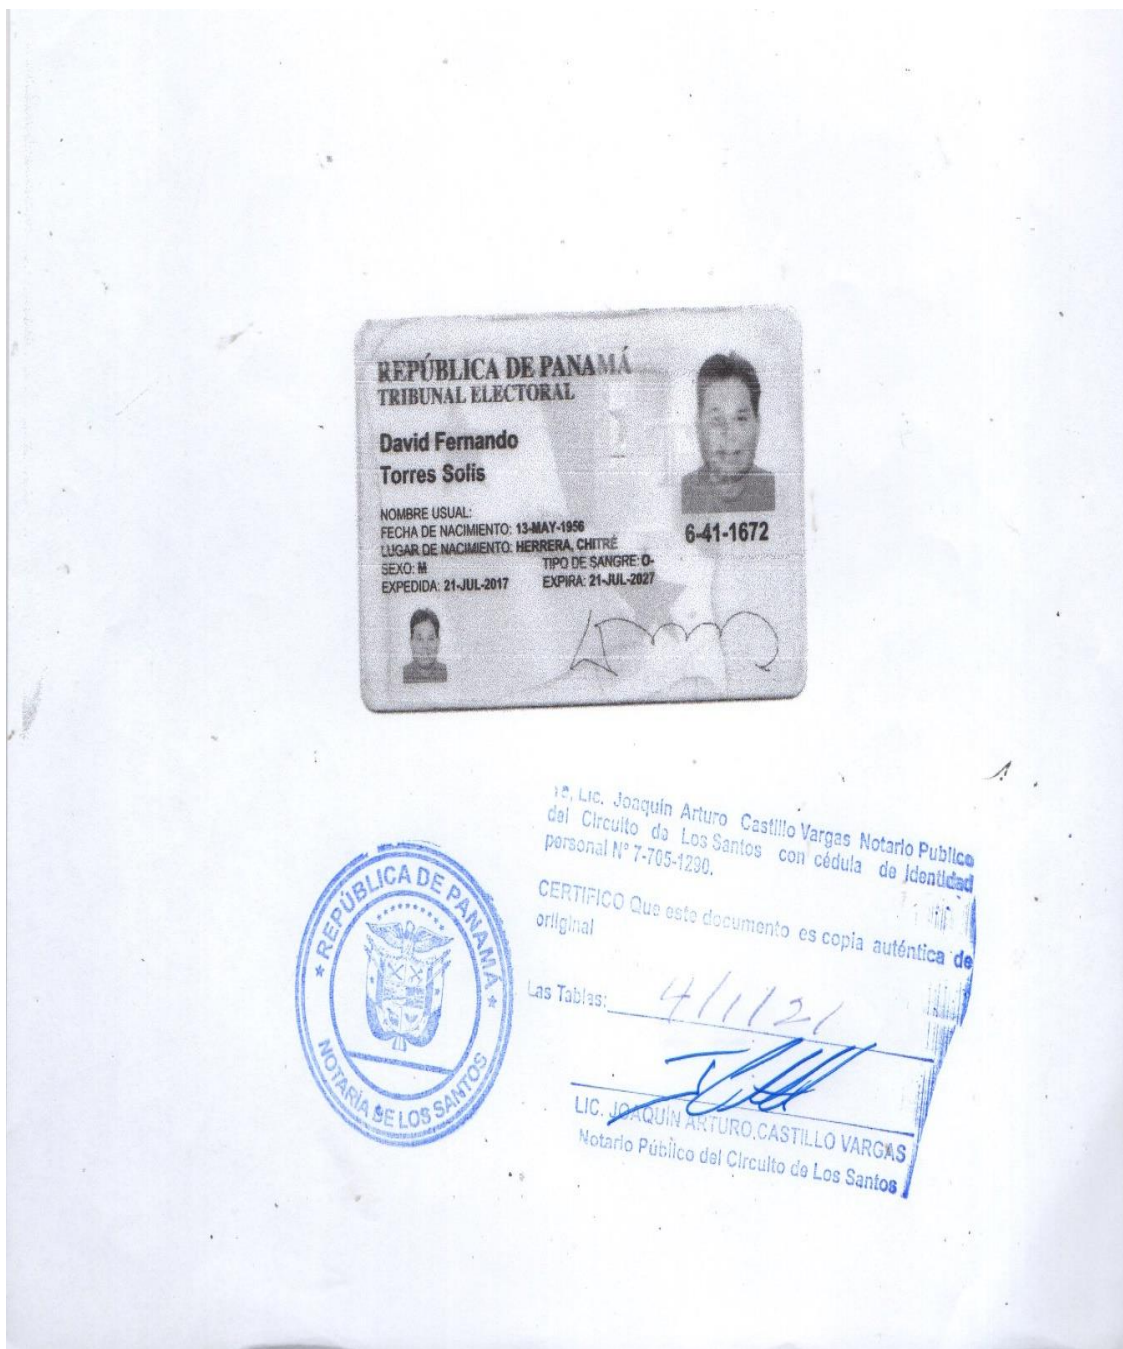 REPÚBLICA DE PANAMÁ
TRIBUNAL ELECTORAL
David Fernando
Torres Solís
NOMBRE USUAL:
FECHA DE NACIMIENTO: 13-MAY-1956
LUGAR DE NACIMIENTO: HERRERA, CHITRÉ
SEXO: M TIPO DE SANGRE: O-
EXPEDIDA: 21-JUL-2017 EXPIRA: 21-JUL-2027
6-41-1672
Lic. Joaquín Arturo Castillo Vargas Notario Publico
del Circuito de Los Santos con cédula de identidad
personal N° 7-705-1290.
CERTIFICO Que este documento es copia auténtica de
oriiginal
Las Tablas: 4/1/21
LIC. JOAQUÍN ARTURO CASTILLO VARGAS
Notario Público del Circuito de Los Santos
REPÚBLICA DE PANAMÁ
NOTARÍA DE LOS SANTOS